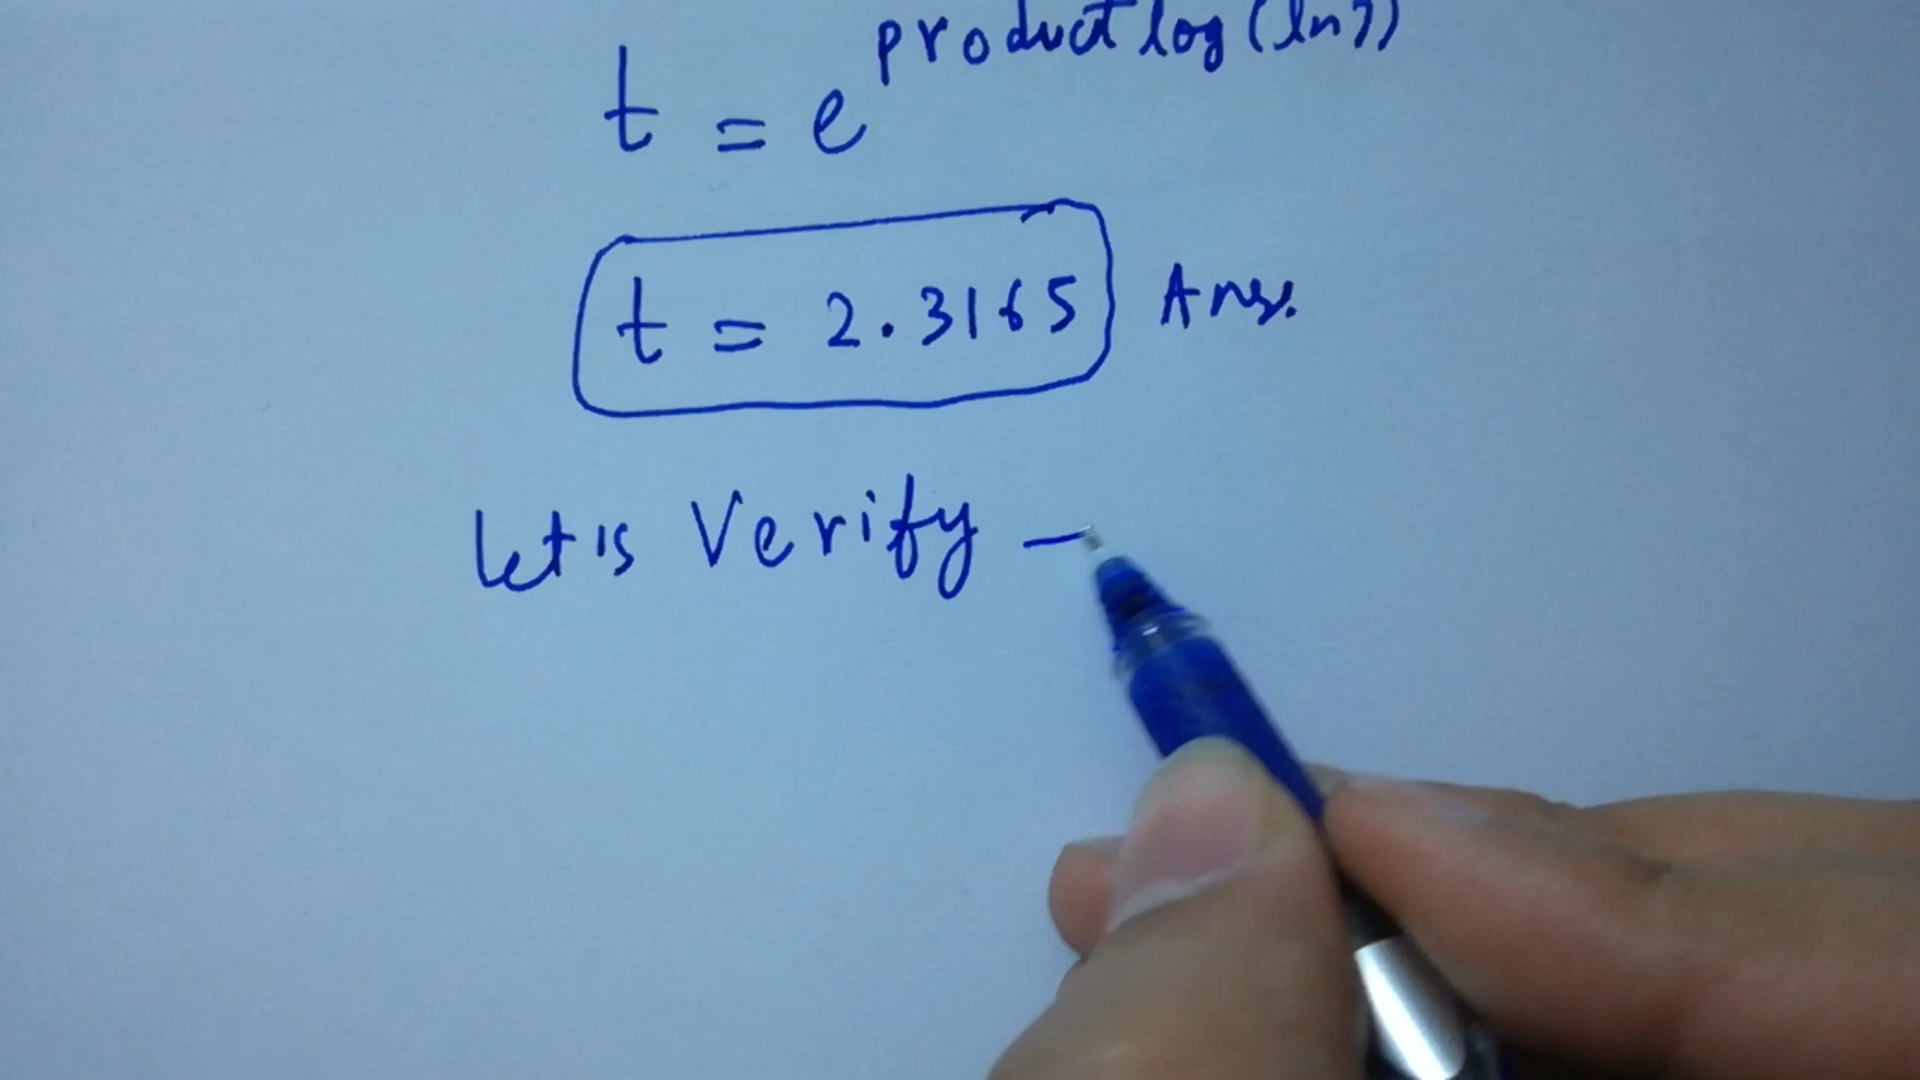 t = e^product log(ln7)
t = 2.3165 Ans.
Let's Verify —